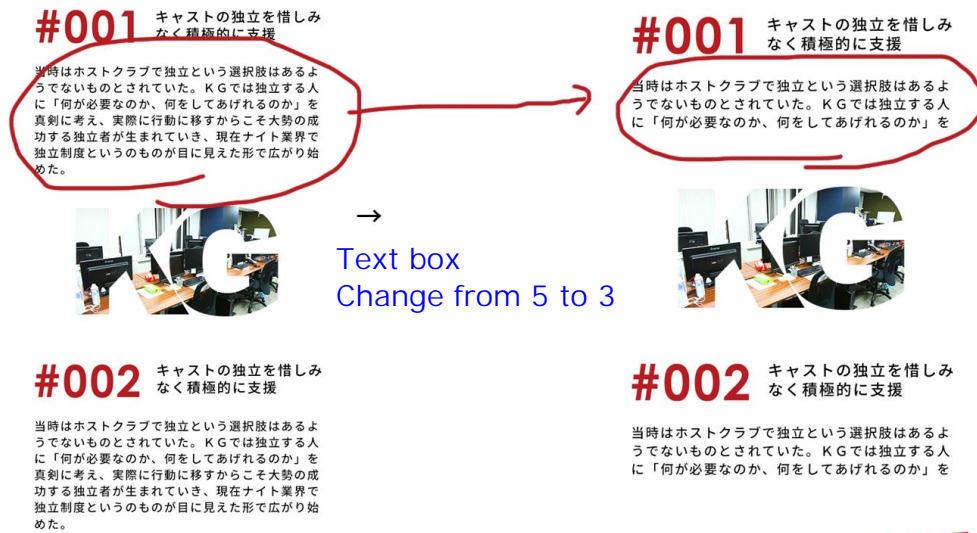 #001
キャストの独立を惜しみ
なく積極的に支援
当時はホストクラブで独立という選択肢はあるよ
うでないものとされていた。ＫＧでは独立する人
に「何が必要なのか、何をしてあげれるのか」を
真剣に考え、実際に行動に移すからこそ大勢の成
功する独立者が生まれていき、現在ナイト業界で
独立制度というのものが目に見えた形で広がり始
めた。
KG
#002
キャストの独立を惜しみ
なく積極的に支援
当時はホストクラブで独立という選択肢はあるよ
うでないものとされていた。ＫＧでは独立する人
に「何が必要なのか、何をしてあげれるのか」を
真剣に考え、実際に行動に移すからこそ大勢の成
功する独立者が生まれていき、現在ナイト業界で
独立制度というのものが目に見えた形で広がり始
めた。
→
Text box
Change from 5 to 3
#001
キャストの独立を惜しみ
なく積極的に支援
当時はホストクラブで独立という選択肢はあるよ
うでないものとされていた。ＫＧでは独立する人
に「何が必要なのか、何をしてあげれるのか」を
KG
#002
キャストの独立を惜しみ
なく積極的に支援
当時はホストクラブで独立という選択肢はあるよ
うでないものとされていた。ＫＧでは独立する人
に「何が必要なのか、何をしてあげれるのか」を